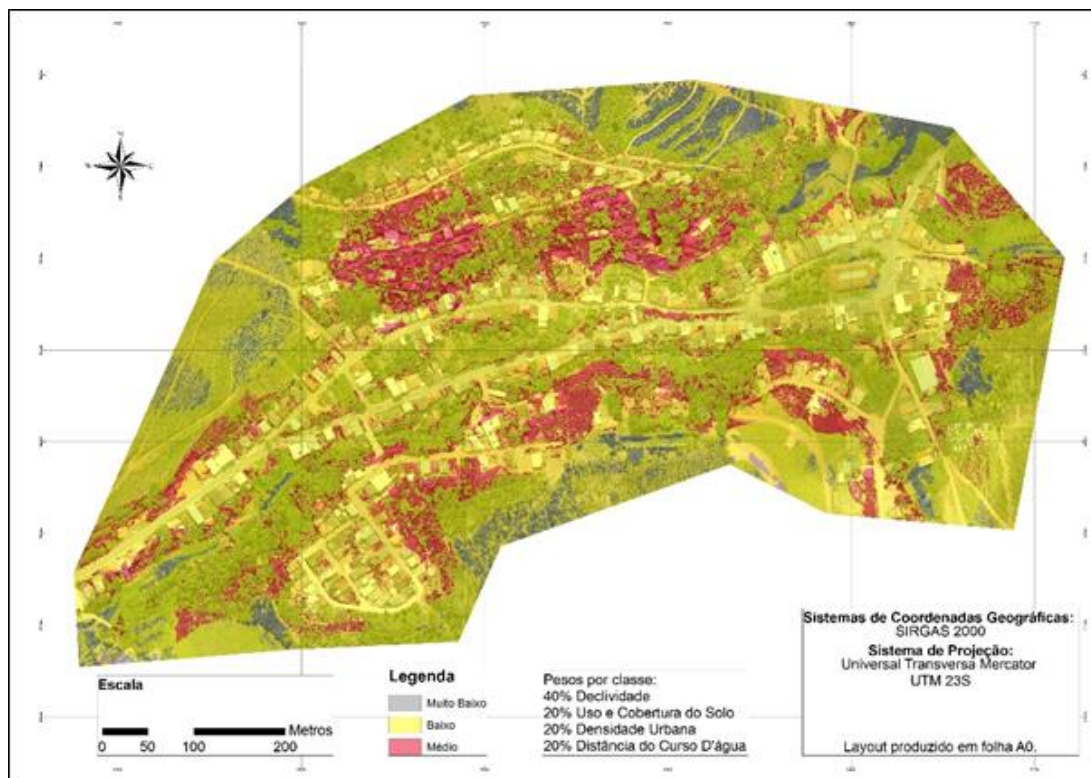 Escala
0 50 100 200 Metros
Legenda
Muito Baixo
Baixo
Médio
Pesos por classe:
40% Declividade
20% Uso e Cobertura do Solo
20% Densidade Urbana
20% Distância do Curso D'água
Sistemas de Coordenadas Geográficas:
SIRGAS 2000
Sistema de Projeção:
Universal Transversa Mercator
UTM 23S
Layout produzido em folha A0.